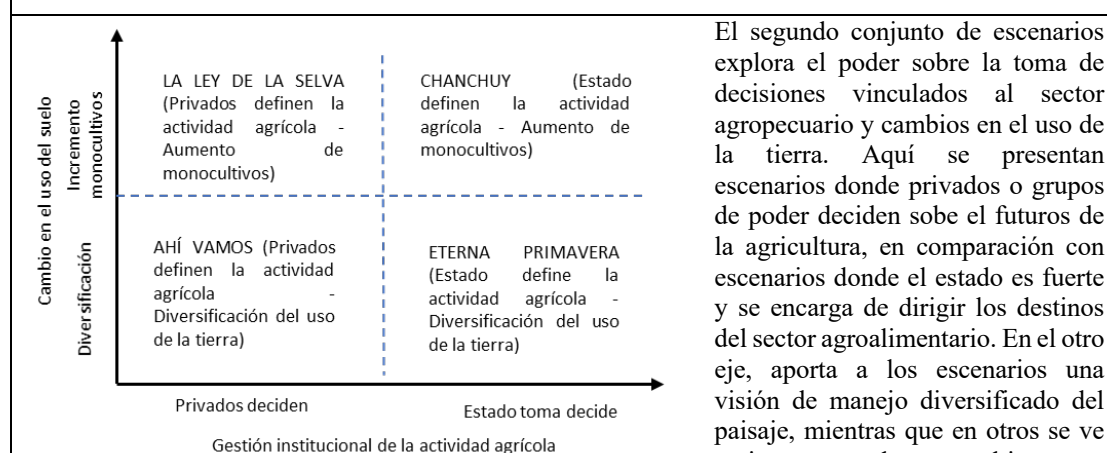 Cambio en el uso del suelo
Incremento
monocultivos
Diversificación
LA LEY DE LA SELVA
(Privados definen la
actividad agrícola -
Aumento de
monocultivos)
CHANCHUY (Estado
definen la actividad
agrícola - Aumento de
monocultivos)
AHÍ VAMOS (Privados
definen la actividad
agrícola -
Diversificación del uso
de la tierra)
ETERNA PRIMAVERA
(Estado define la
actividad agrícola -
Diversificación del uso
de la tierra)
Privados deciden
Estado toma decide
Gestión institucional de la actividad agrícola
El segundo conjunto de escenarios
explora el poder sobre la toma de
decisiones vinculados al sector
agropecuario y cambios en el uso de
la tierra. Aquí se presentan
escenarios donde privados o grupos
de poder deciden sobe el futuros de
la agricultura, en comparación con
escenarios donde el estado es fuerte
y se encarga de dirigir los destinos
del sector agroalimentario. En el otro
eje, aporta a los escenarios una
visión de manejo diversificado del
paisaje, mientras que en otros se ve